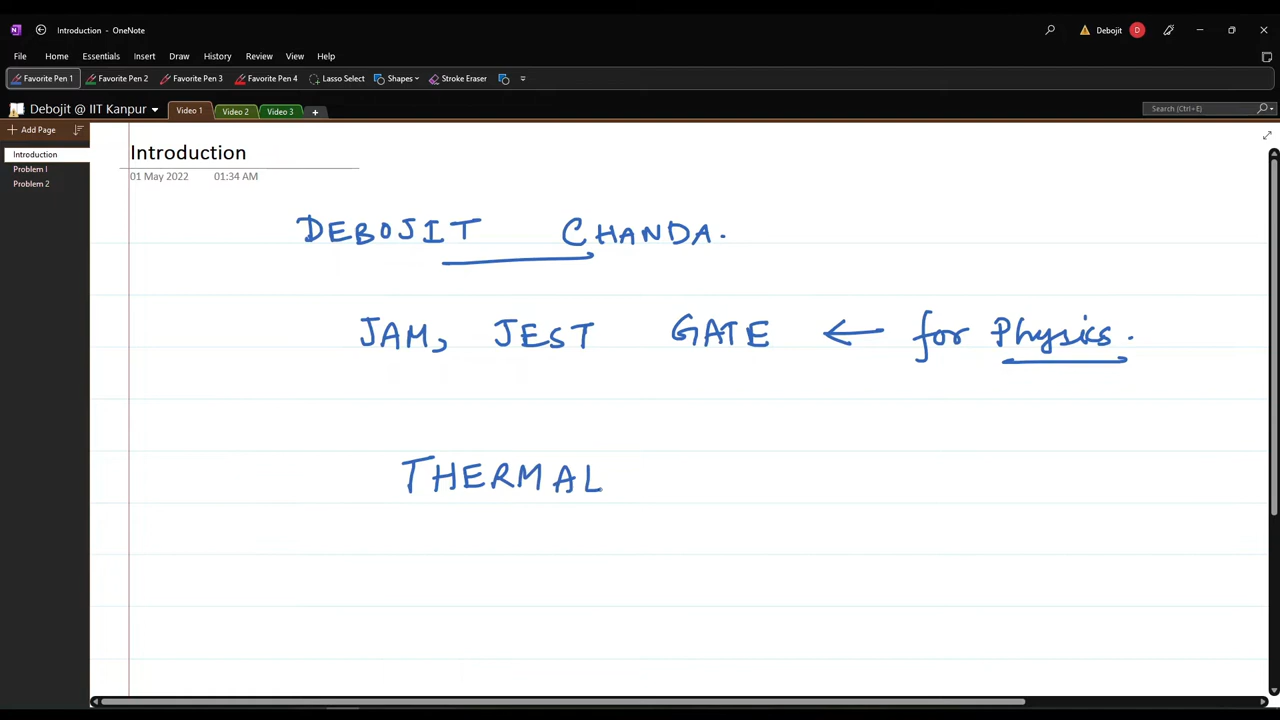 Introduction - OneNote
Debojit D
File Home Essentials Insert Draw History Review View Help
Favorite Pen 1 Favorite Pen 2 Favorite Pen 3 Favorite Pen 4 Lasso Select Shapes Stroke Eraser
Debojit @ IIT Kanpur Video 1 Video 2 Video 3 Search (Ctrl+E)
Add Page
Introduction
Problem I
Problem 2
Introduction
01 May 2022 01:34 AM
DEBOJIT CHANDA.
JAM, JEST GATE ← for Physics.
THERMAL